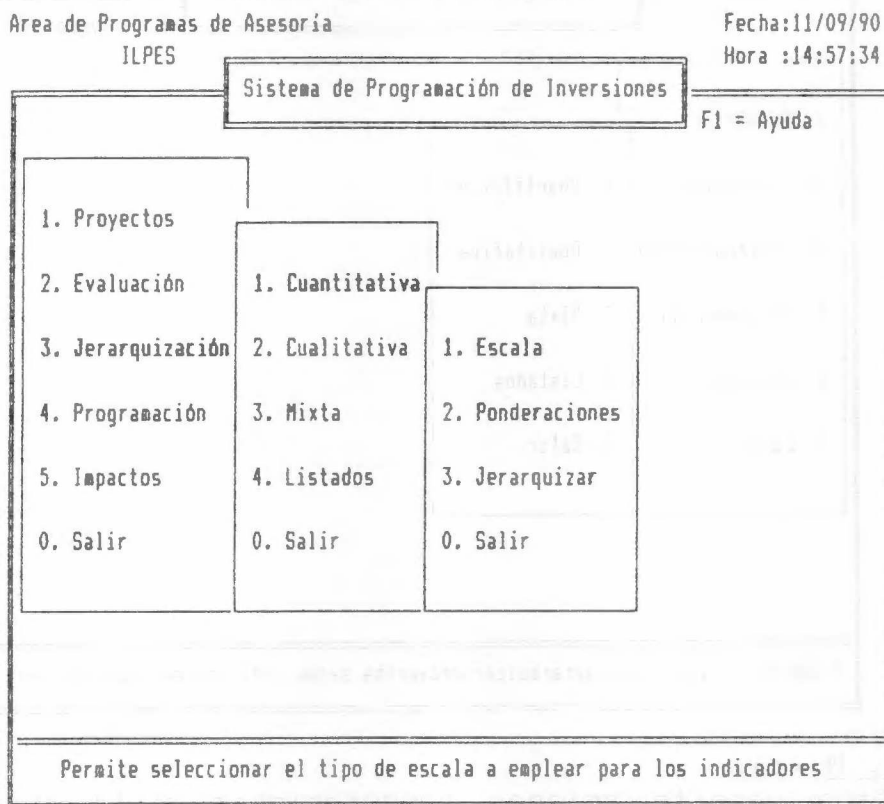 Area de Programas de Asesoría
ILPES
Fecha:11/09/90
Hora :14:57:34
Sistema de Programación de Inversiones
F1 = Ayuda
1. Proyectos
2. Evaluación
3. Jerarquización
4. Programación
5. Impactos
0. Salir
1. Cuantitativa
2. Cualitativa
3. Mixta
4. Listados
0. Salir
1. Escala
2. Ponderaciones
3. Jerarquizar
0. Salir
Permite seleccionar el tipo de escala a emplear para los indicadores